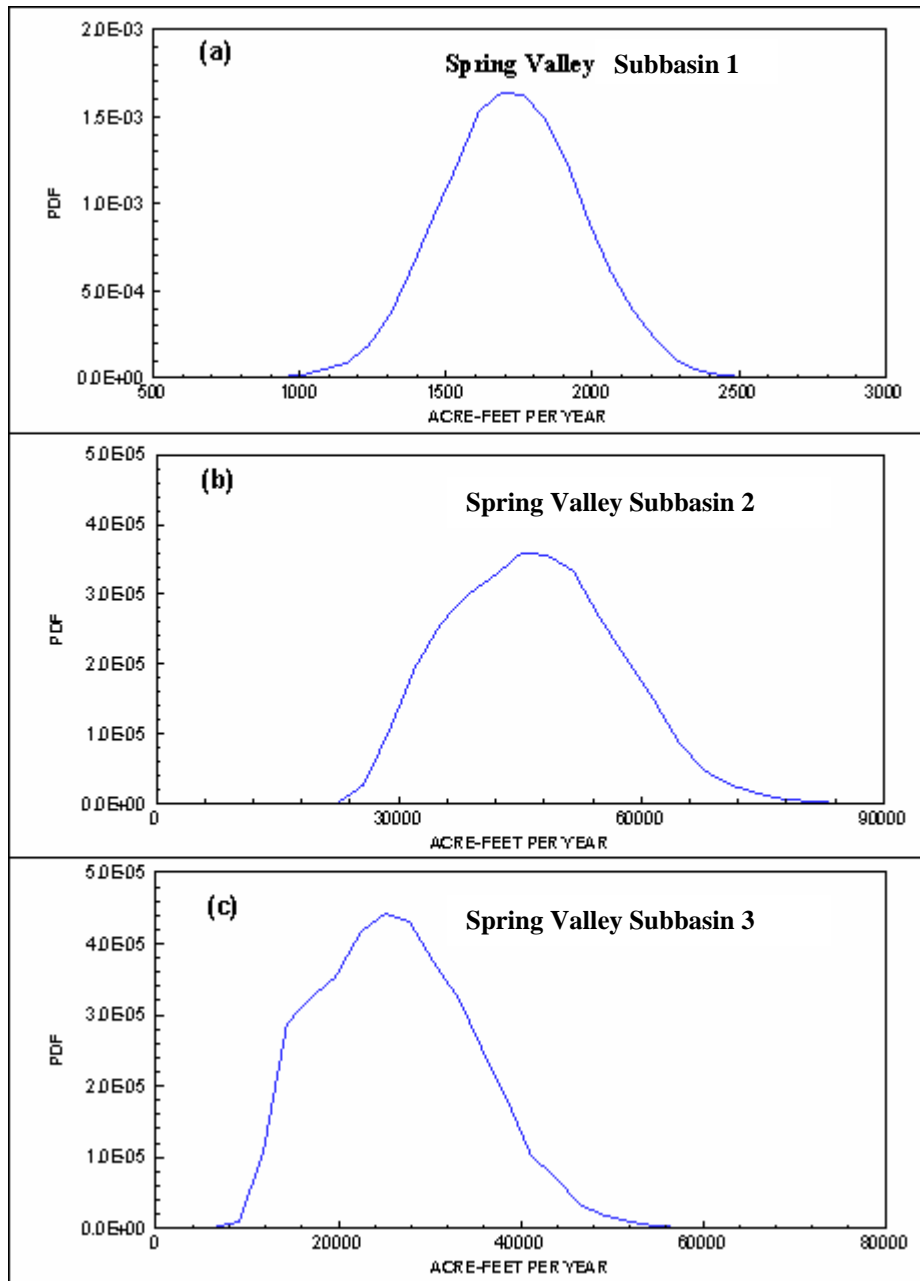 (a)
Spring Valley Subbasin 1
2.0E-03
1.5E-03
1.0E-03
5.0E-04
0.0E+00
PDF
500 1000 1500 2000 2500 3000
ACRE-FEET PER YEAR
(b)
Spring Valley Subbasin 2
5.0E+05
4.0E+05
3.0E+05
2.0E+05
1.0E+05
0.0E+00
PDF
0 30000 60000 90000
ACRE-FEET PER YEAR
(c)
Spring Valley Subbasin 3
5.0E+05
4.0E+05
3.0E+05
2.0E+05
1.0E+05
0.0E+00
PDF
0 20000 40000 60000 80000
ACRE-FEET PER YEAR